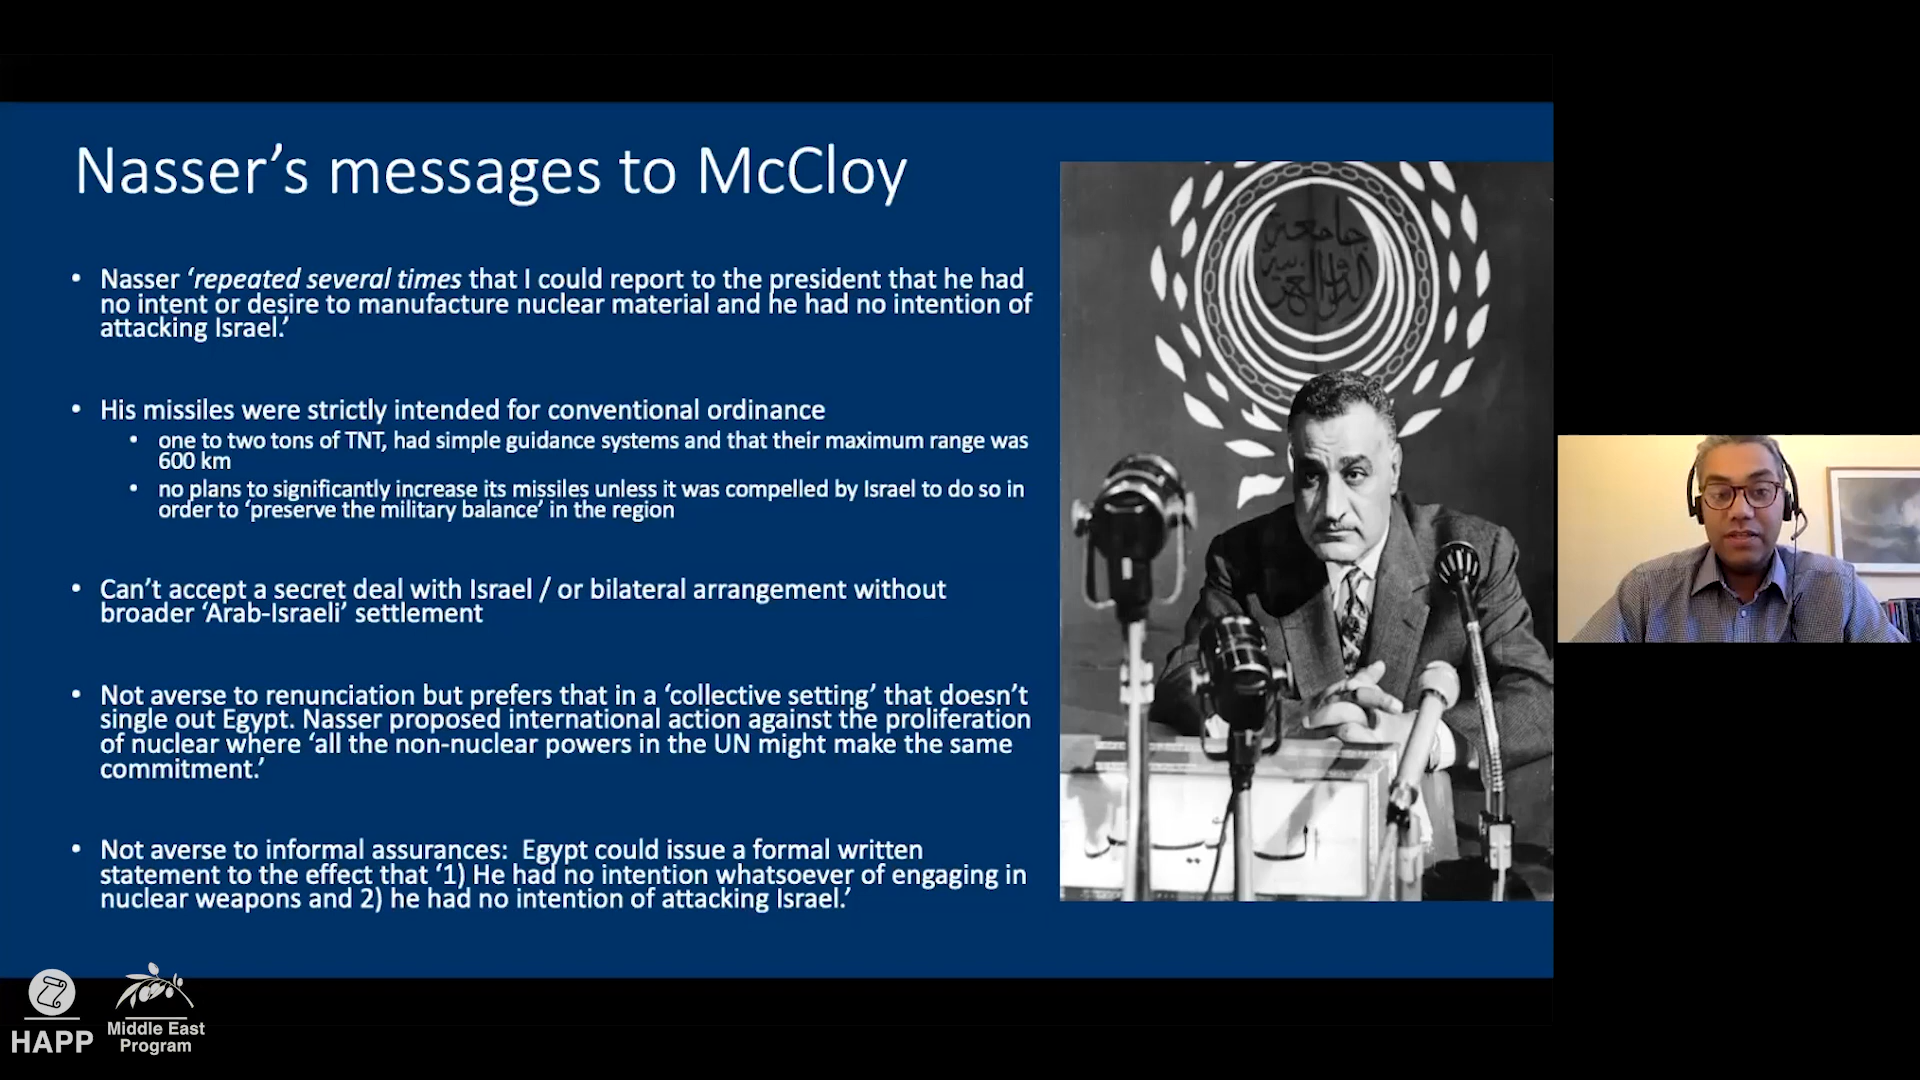 Nasser’s messages to McCloy
• Nasser ‘repeated several times that I could report to the president that he had
no intent or desire to manufacture nuclear material and he had no intention of
attacking Israel.’
• His missiles were strictly intended for conventional ordinance
• one to two tons of TNT, had simple guidance systems and that their maximum range was
600 km
• no plans to significantly increase its missiles unless it was compelled by Israel to do so in
order to ‘preserve the military balance’ in the region
• Can’t accept a secret deal with Israel / or bilateral arrangement without
broader ‘Arab-Israeli’ settlement
• Not averse to renunciation but prefers that in a ‘collective setting’ that doesn’t
single out Egypt. Nasser proposed international action against the proliferation
of nuclear where ‘all the non-nuclear powers in the UN might make the same
commitment.’
• Not averse to informal assurances:  Egypt could issue a formal written
statement to the effect that ‘1) He had no intention whatsoever of engaging in
nuclear weapons and 2) he had no intention of attacking Israel.’
جامعة
الدول العربية
HAPP
Middle East
Program